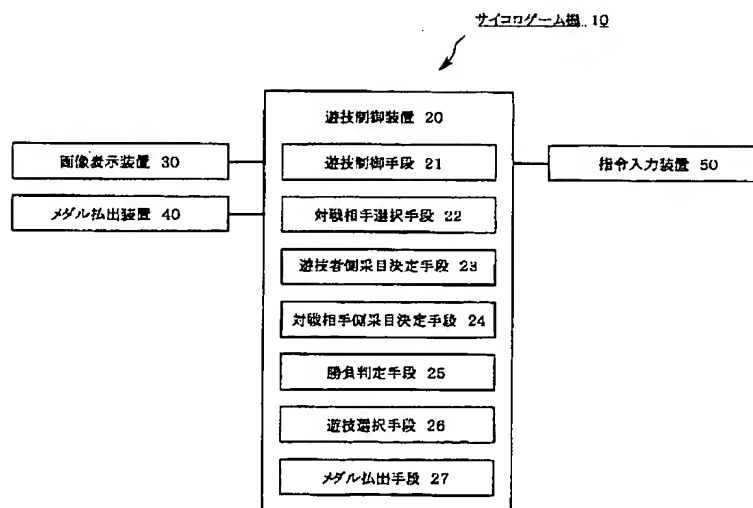 サイコロゲーム機 10
遊技制御装置 20
画像表示装置 30
遊技制御手段 21
指令入力装置 50
メダル払出装置 40
対戦相手選択手段 22
遊技者側采目決定手段 23
対戦相手側采目決定手段 24
勝負判定手段 25
遊技選択手段 26
メダル払出手段 27